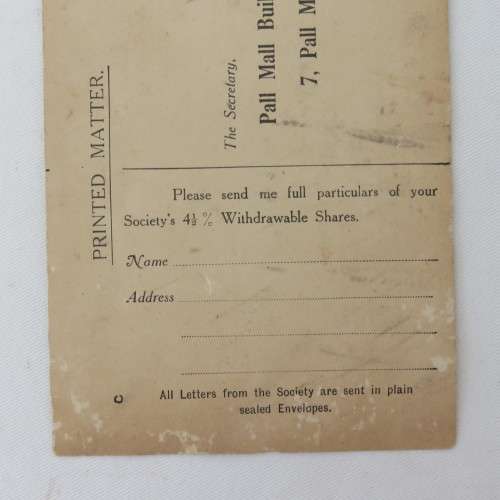 PRINTED MATTER.
The Secretary,
Pall Mall
7, Pall
Please send me full particulars of your
Society's 4½ % Withdrawable Shares.
Name
Address
C
All Letters from the Society are sent in plain
sealed Envelopes.